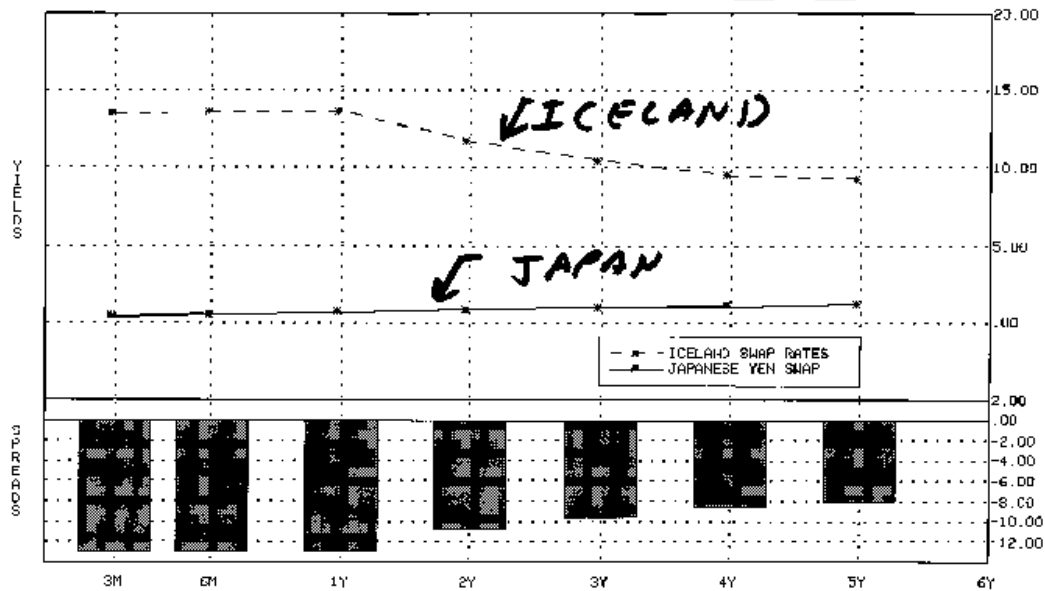 20.00
15.00
ICELAND
10.00
YIELDS
5.00
JAPAN
.00
ICELAND SWAP RATES
JAPANESE YEN SWAP
2.00
.00
SPREADS
-2.00
-4.00
-6.00
-8.00
-10.00
-12.00
3M 6M 1Y 2Y 3Y 4Y 5Y 6Y